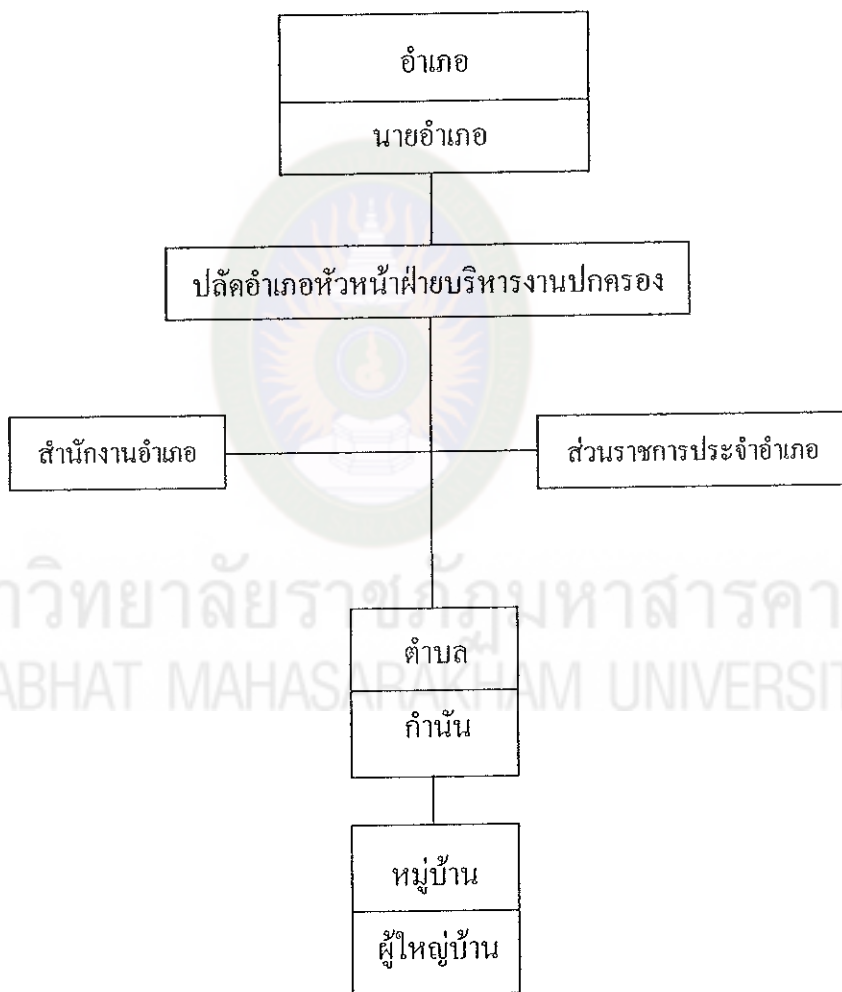 อำเภอ
นายอำเภอ
ปลัดอำเภอหัวหน้าฝ่ายบริหารงานปกครอง
สำนักงานอำเภอ
ส่วนราชการประจำอำเภอ
าวิทยาลัยราชภัฏมหาสารคา
ABHAT MAHASARAKHAM UNIVERSIT
ตำบล
กำนัน
หมู่บ้าน
ผู้ใหญ่บ้าน